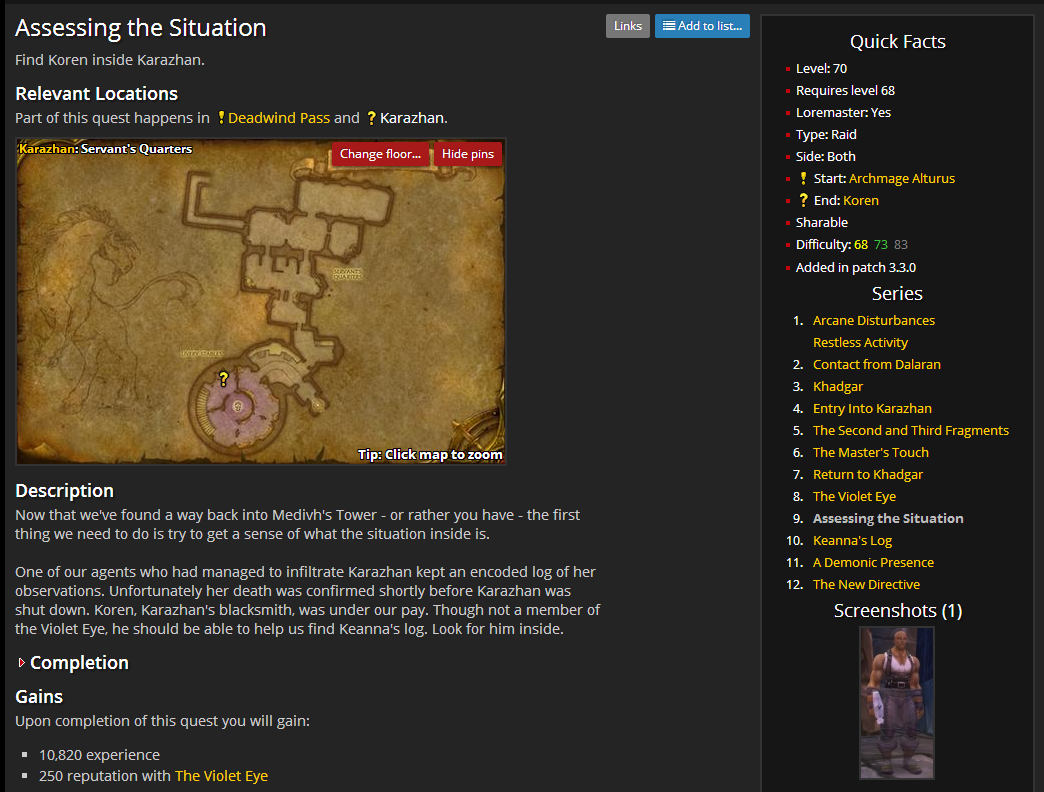 Assessing the Situation
Links
Add to list...
Find Koren inside Karazhan.
Relevant Locations
Part of this quest happens in Deadwind Pass and Karazhan.
Karazhan: Servant's Quarters
Change floor...
Hide pins
SERVANTS QUARTERS
LIVERY STABLES
Tip: Click map to zoom
Description
Now that we've found a way back into Medivh's Tower - or rather you have - the first
thing we need to do is try to get a sense of what the situation inside is.
One of our agents who had managed to infiltrate Karazhan kept an encoded log of her
observations. Unfortunately her death was confirmed shortly before Karazhan was
shut down. Koren, Karazhan's blacksmith, was under our pay. Though not a member of
the Violet Eye, he should be able to help us find Keanna's log. Look for him inside.
Completion
Gains
Upon completion of this quest you will gain:
10,820 experience
250 reputation with The Violet Eye
Quick Facts
Level: 70
Requires level 68
Loremaster: Yes
Type: Raid
Side: Both
Start: Archmage Alturus
End: Koren
Sharable
Difficulty: 68 73 83
Added in patch 3.3.0
Series
1. Arcane Disturbances
Restless Activity
2. Contact from Dalaran
3. Khadgar
4. Entry Into Karazhan
5. The Second and Third Fragments
6. The Master's Touch
7. Return to Khadgar
8. The Violet Eye
9. Assessing the Situation
10. Keanna's Log
11. A Demonic Presence
12. The New Directive
Screenshots (1)